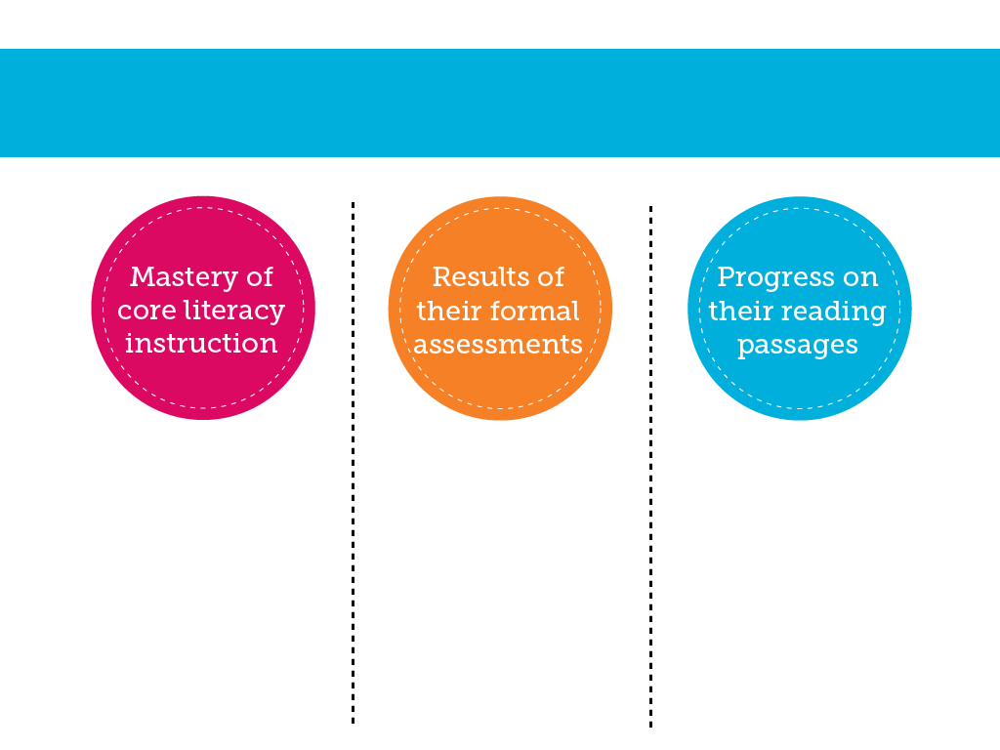 Mastery of
core literacy
instruction
Results of
their formal
assessments
Progress on
their reading
passages